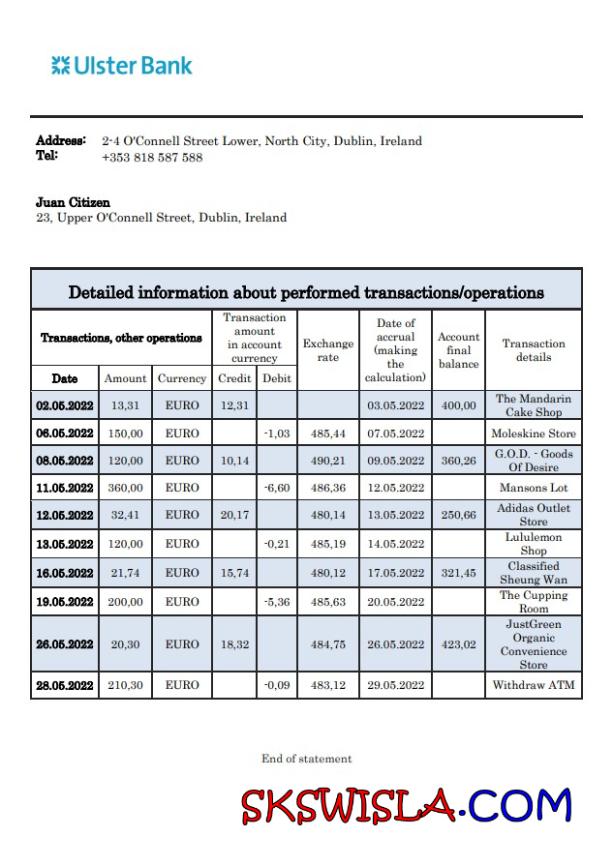 Ulster Bank
Address: 2-4 O'Connell Street Lower, North City, Dublin, Ireland
Tel: +353 818 587 588
Juan Citizen
23, Upper O'Connell Street, Dublin, Ireland
Detailed information about performed transactions/operations
Transactions, other operations
Transaction
amount
in account
currency
Exchange
rate
Date of
accrual
(making
the
calculation)
Account
final
balance
Transaction
details
Date Amount Currency Credit Debit
02.05.2022 13,31 EURO 12,31 03.05.2022 400,00 The Mandarin
Cake Shop
06.05.2022 150,00 EURO -1,03 485,44 07.05.2022 Moleskine Store
08.05.2022 120,00 EURO 10,14 490,21 09.05.2022 360,26 G.O.D. - Goods
Of Desire
11.05.2022 360,00 EURO -6,60 486,36 12.05.2022 Mansons Lot
12.05.2022 32,41 EURO 20,17 480,14 13.05.2022 250,66 Adidas Outlet
Store
13.05.2022 120,00 EURO -0,21 485,19 14.05.2022 Lululemon
Shop
16.05.2022 21,74 EURO 15,74 480,12 17.05.2022 321,45 Classified
Sheung Wan
19.05.2022 200,00 EURO -5,36 485,63 20.05.2022 The Cupping
Room
26.05.2022 20,30 EURO 18,32 484,75 26.05.2022 423,02 JustGreen
Organic
Convenience
Store
28.05.2022 210,30 EURO -0,09 483,12 29.05.2022 Withdraw ATM
End of statement
SKSWISLA.COM